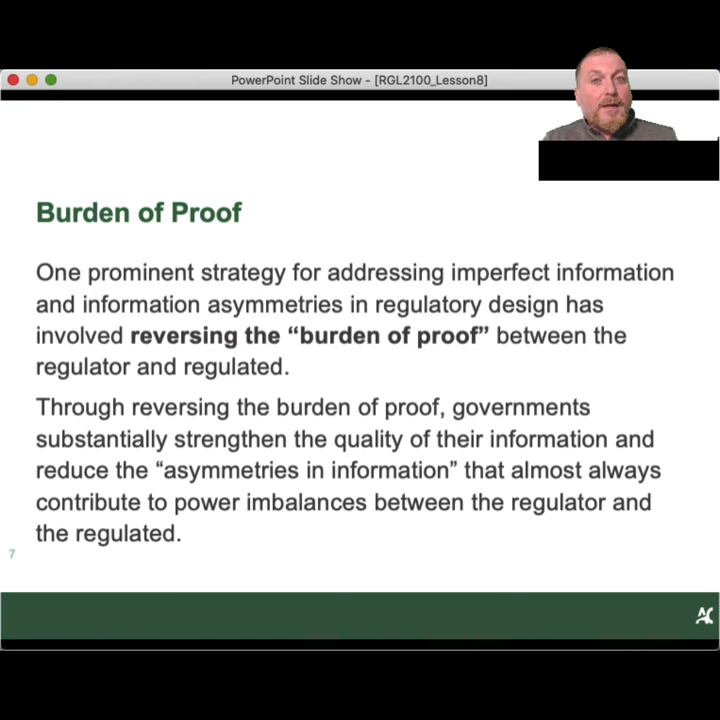 PowerPoint Slide Show - [RGL2100_Lesson8]
Burden of Proof
One prominent strategy for addressing imperfect information
and information asymmetries in regulatory design has
involved reversing the “burden of proof” between the
regulator and regulated.
Through reversing the burden of proof, governments
substantially strengthen the quality of their information and
reduce the “asymmetries in information” that almost always
contribute to power imbalances between the regulator and
the regulated.
7